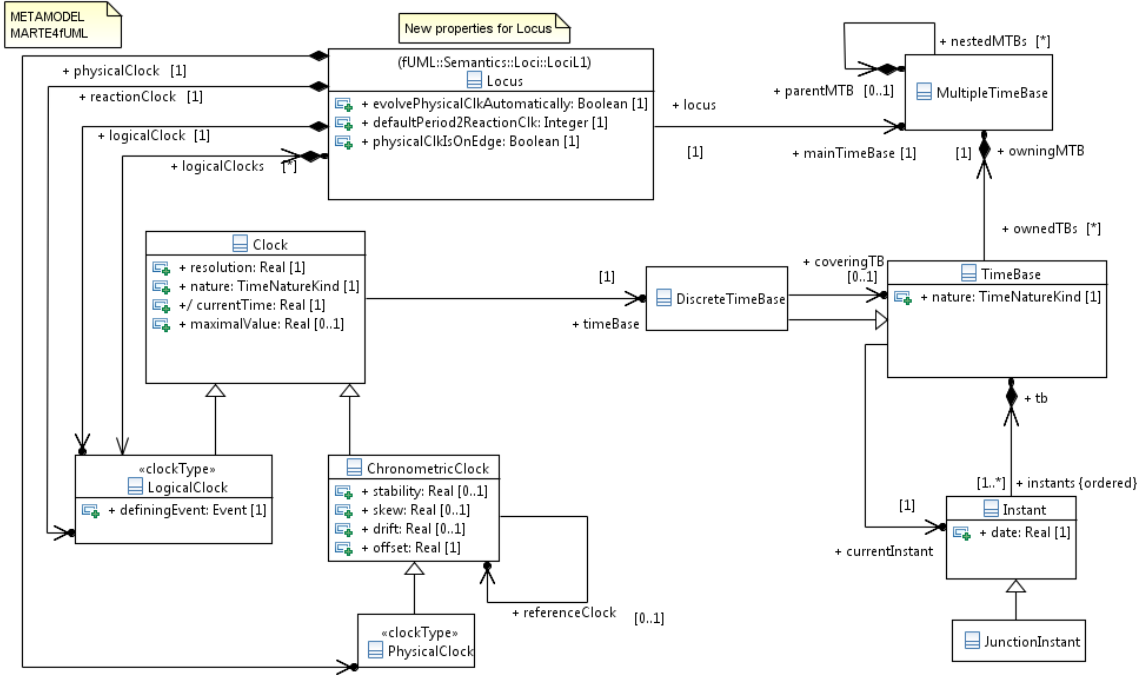 METAMODEL
MARTE4fUML
New properties for Locus
(fUML::Semantics::Loci::LociL1)
Locus
+ evolvePhysicalClkAutomatically: Boolean [1]
+ defaultPeriod2ReactionClk: Integer [1]
+ physicalClkIsOnEdge: Boolean [1]
+ physicalClock [1]
+ reactionClock [1]
+ logicalClock [1]
+ logicalClocks [*]
+ locus
[1]
+ mainTimeBase [1]
+ nestedMTBs [*]
+ parentMTB [0..1]
MultipleTimeBase
[1] + owningMTB
+ ownedTBs [*]
Clock
+ resolution: Real [1]
+ nature: TimeNatureKind [1]
+/ currentTime: Real [1]
+ maximalValue: Real [0..1]
[1]
+ timeBase
DiscreteTimeBase
+ coveringTB
[0..1]
TimeBase
+ nature: TimeNatureKind [1]
+ tb
[1..*] + instants {ordered}
[1]
+ currentInstant
Instant
+ date: Real [1]
JunctionInstant
«clockType»
LogicalClock
+ definingEvent: Event [1]
ChronometricClock
+ stability: Real [0..1]
+ skew: Real [0..1]
+ drift: Real [0..1]
+ offset: Real [1]
+ referenceClock [0..1]
«clockType»
PhysicalClock